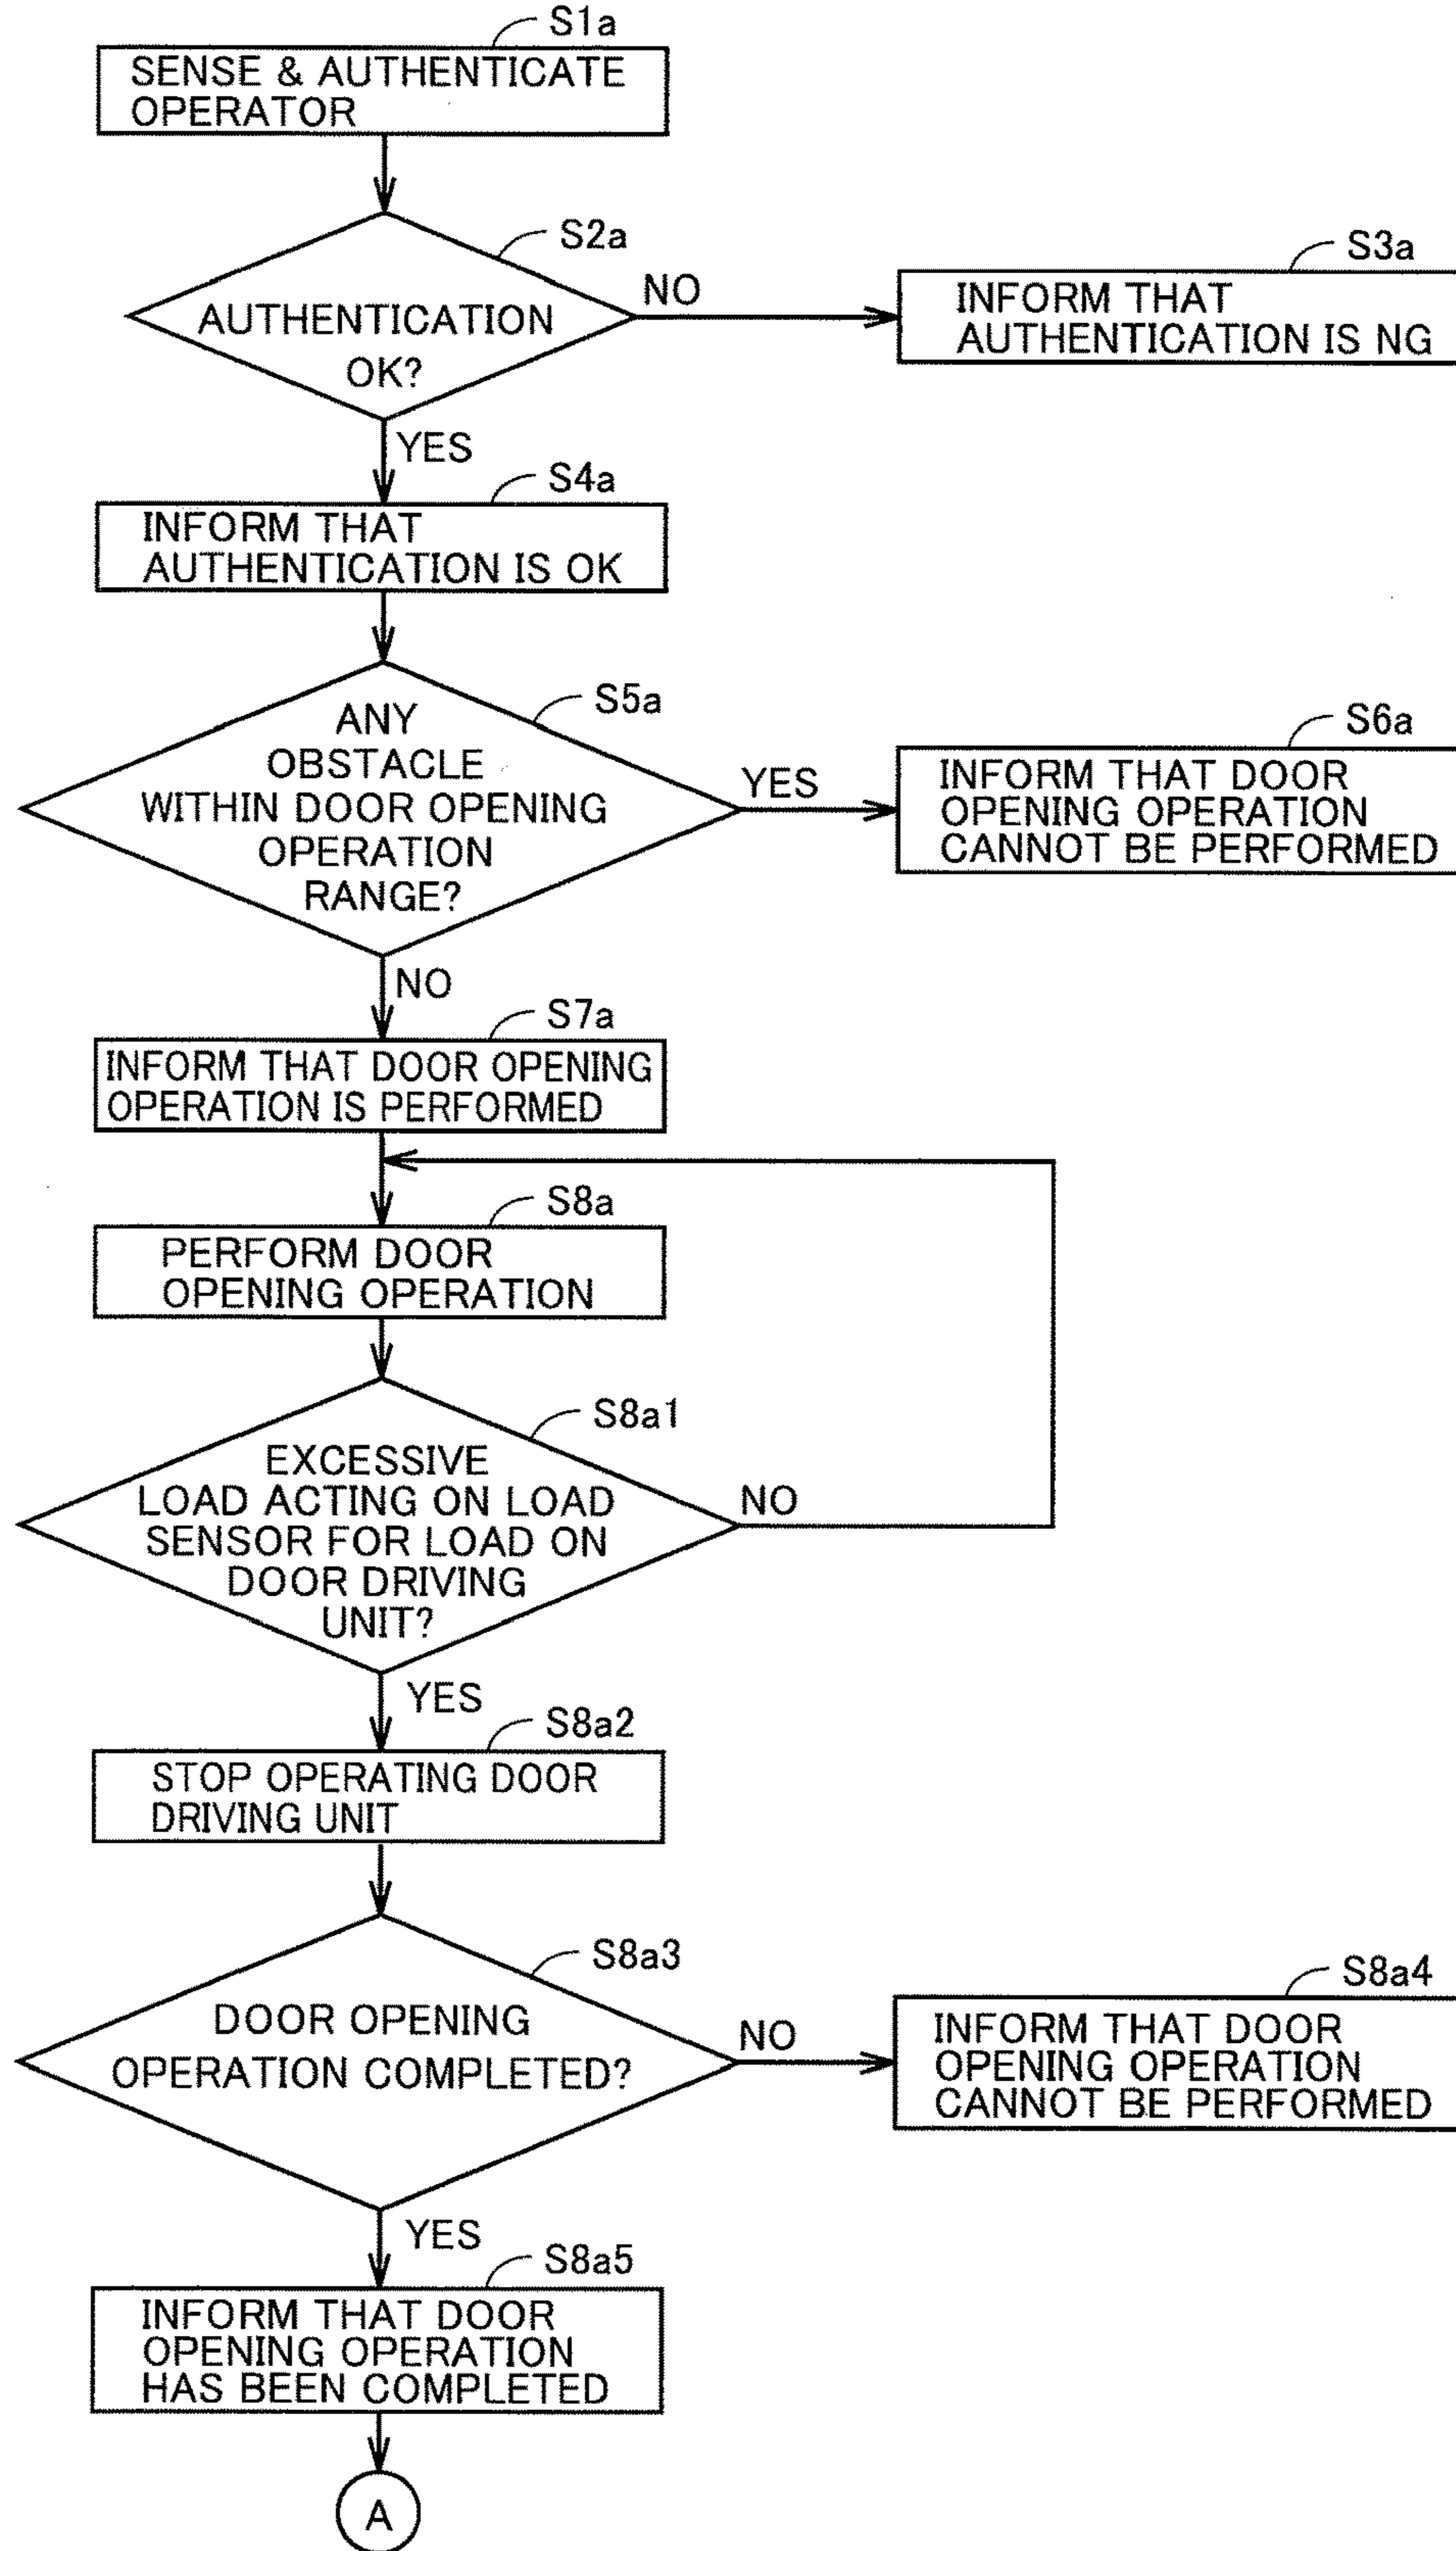 S1a
SENSE & AUTHENTICATE
OPERATOR
S2a
AUTHENTICATION
OK?
NO
S3a
INFORM THAT
AUTHENTICATION IS NG
YES
S4a
INFORM THAT
AUTHENTICATION IS OK
S5a
ANY
OBSTACLE
WITHIN DOOR OPENING
OPERATION
RANGE?
YES
S6a
INFORM THAT DOOR
OPENING OPERATION
CANNOT BE PERFORMED
NO
S7a
INFORM THAT DOOR OPENING
OPERATION IS PERFORMED
S8a
PERFORM DOOR
OPENING OPERATION
S8a1
EXCESSIVE
LOAD ACTING ON LOAD
SENSOR FOR LOAD ON
DOOR DRIVING
UNIT?
NO
YES
S8a2
STOP OPERATING DOOR
DRIVING UNIT
S8a3
DOOR OPENING
OPERATION COMPLETED?
NO
S8a4
INFORM THAT DOOR
OPENING OPERATION
CANNOT BE PERFORMED
YES
S8a5
INFORM THAT DOOR
OPENING OPERATION
HAS BEEN COMPLETED
A